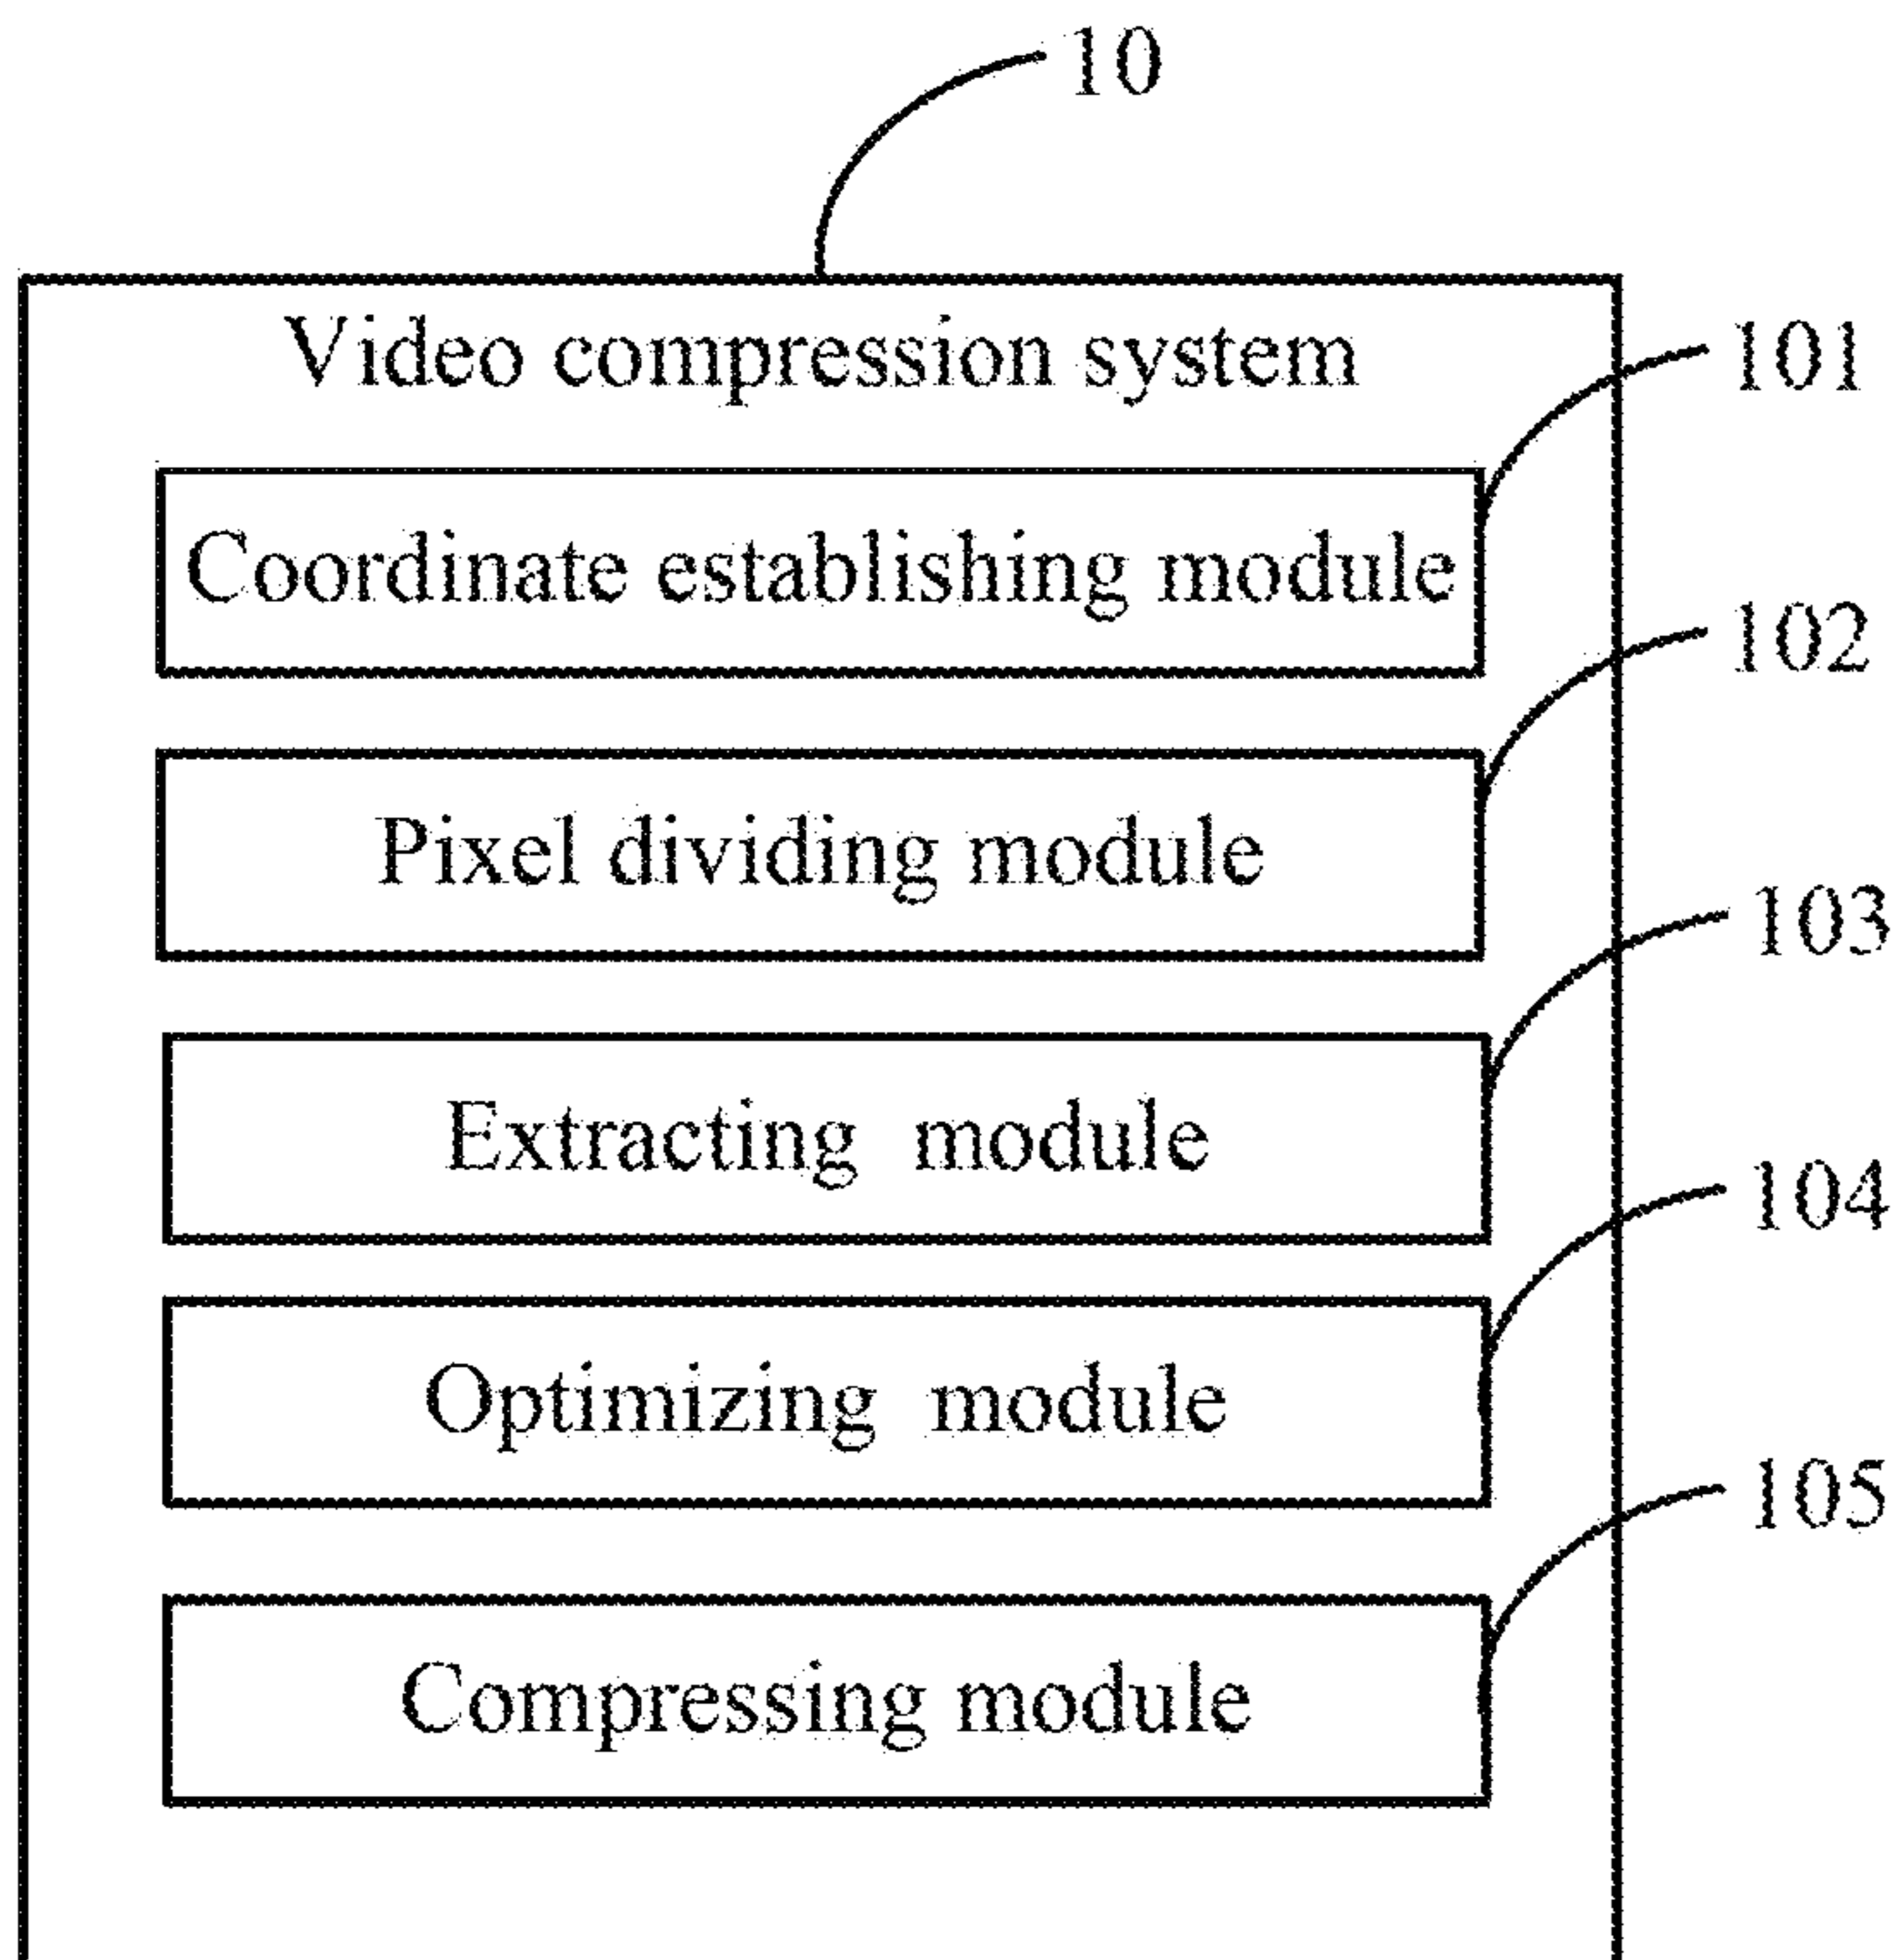 10
Video compression system
101
Coordinate establishing module
102
Pixel dividing module
103
Extracting module
104
Optimizing module
105
Compressing module